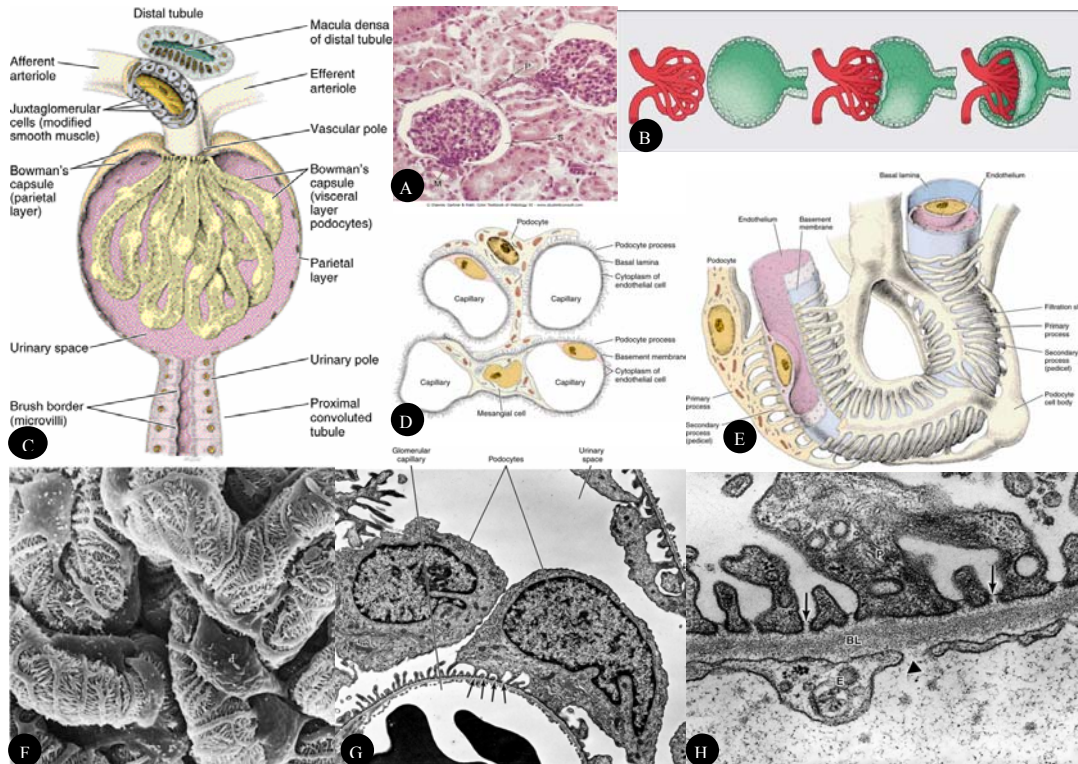 Distal tubule
Macula densa
of distal tubule
Afferent
arteriole
Efferent
arteriole
Juxtaglomerular
cells (modified
smooth muscle)
Vascular pole
Bowman's
capsule
(parietal
layer)
Bowman's
capsule
(visceral
layer
podocytes)
Parietal
layer
Urinary space
Urinary pole
Brush border
(microvilli)
Proximal
convoluted
tubule
C
P
S
M
A
B
Podocyte
Podocyte process
Basal lamina
Cytoplasm of
endothelial cell
Capillary
Capillary
Podocyte process
Basement membrane
Cytoplasm of
endothelial cell
Capillary
Capillary
Mesangial cell
D
Basal lamina
Endothelium
Endothelium
Basement
membrane
Podocyte
Filtration sl
Primary
process
Secondary
process
(pedicel)
Primary
process
Secondary
process
(pedicel)
Podocyte
cell body
E
F
Glomerular
capillary
Podocytes
Urinary
space
G
P
BL
E
H